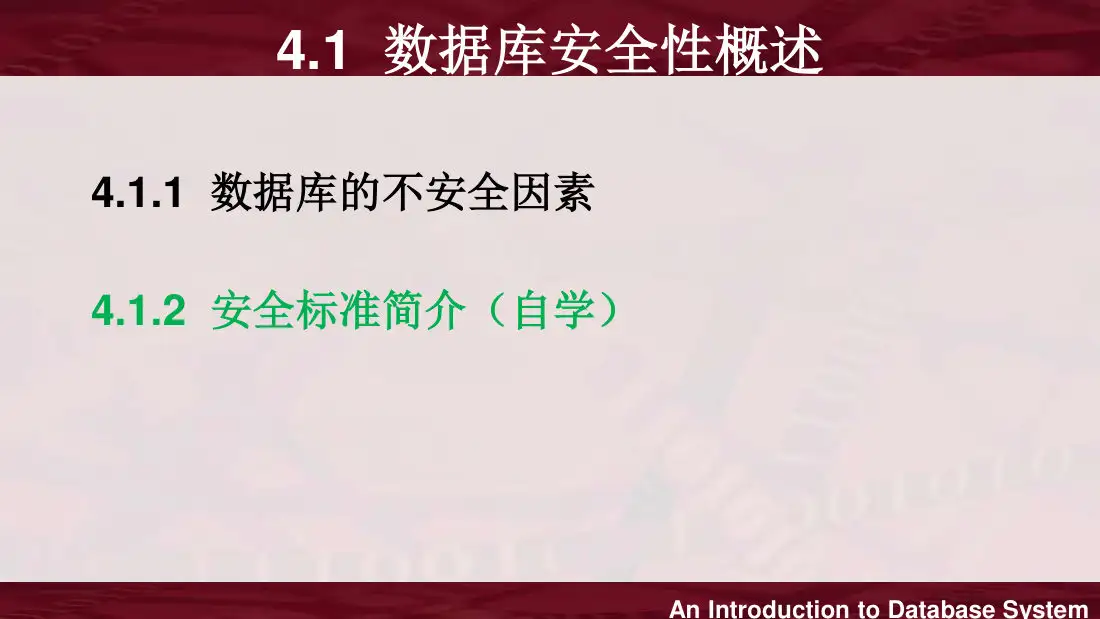 4.1 数据库安全性概述
4.1.1 数据库的不安全因素
4.1.2 安全标准简介（自学）
An Introduction to Database System